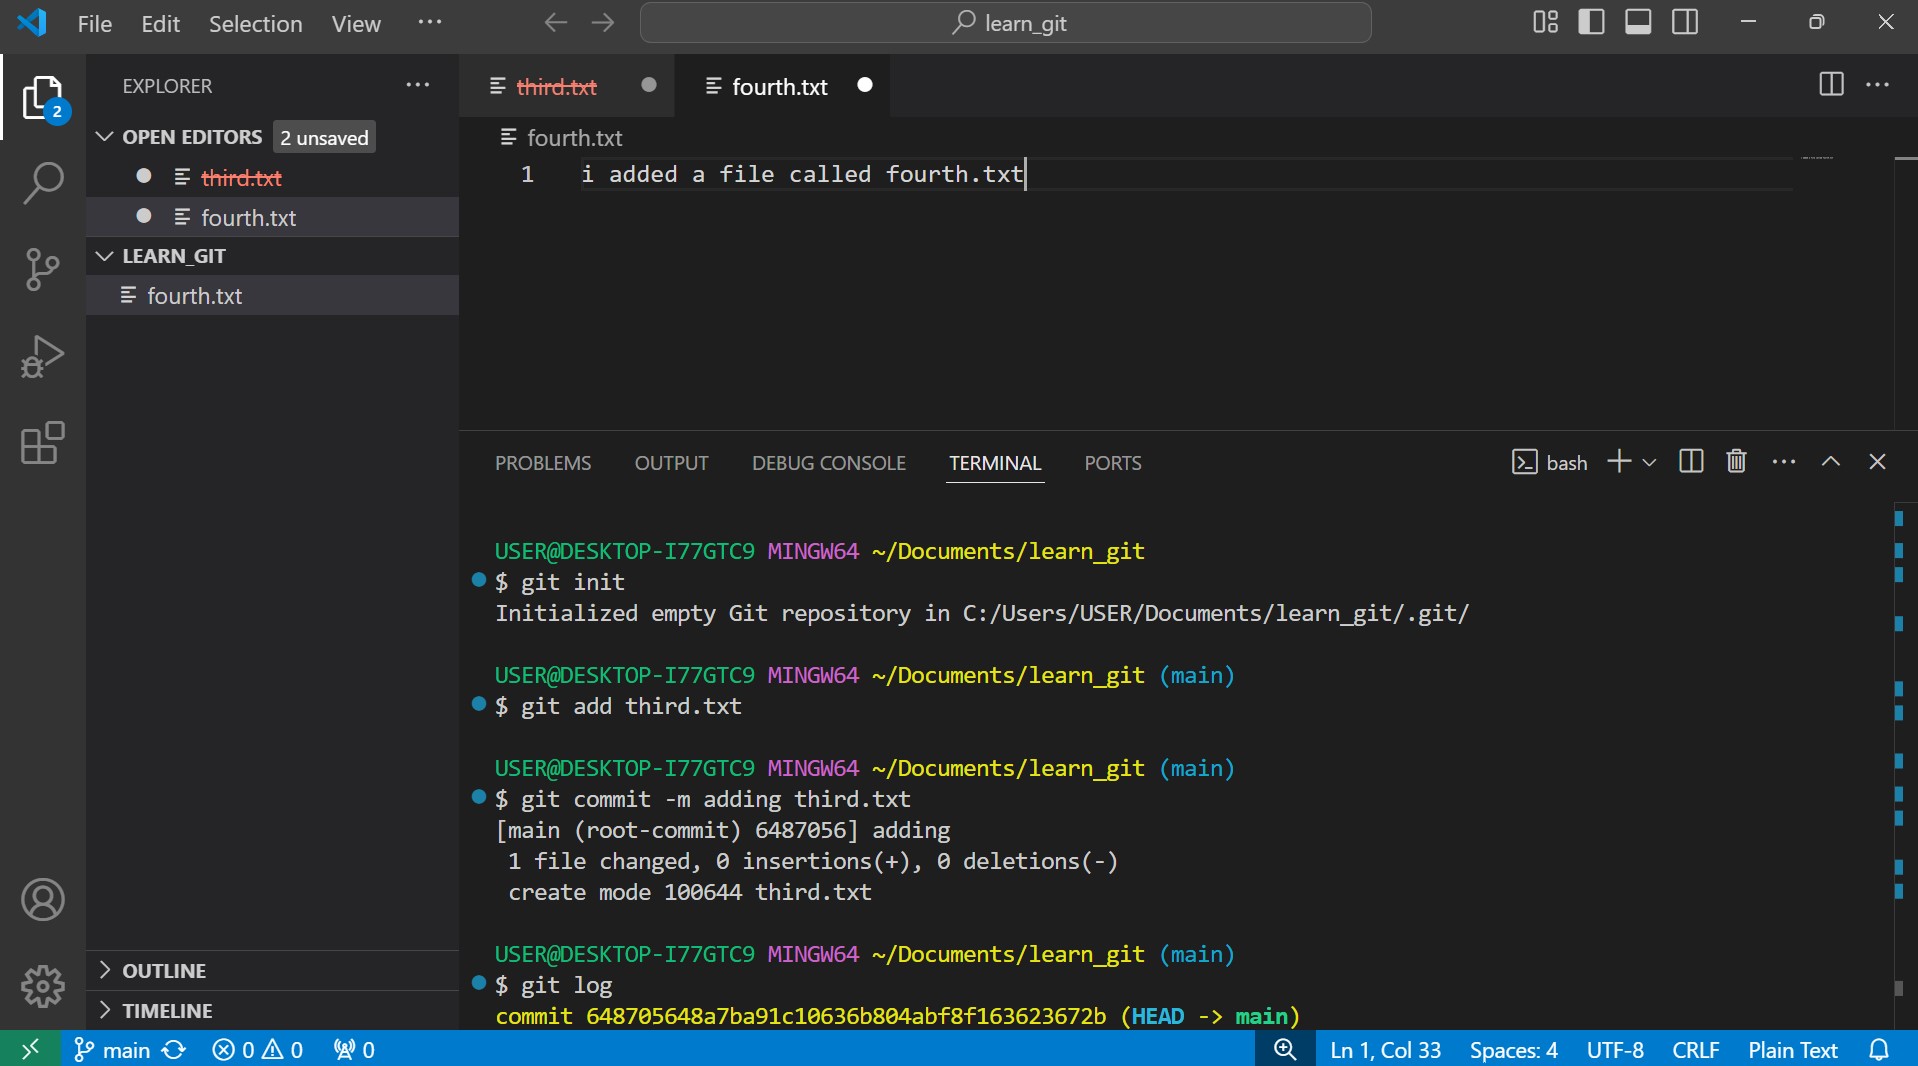 File Edit Selection View ··· learn_git
EXPLORER ···
OPEN EDITORS 2 unsaved
third.txt
fourth.txt
LEARN_GIT
fourth.txt
OUTLINE
TIMELINE
third.txt fourth.txt
fourth.txt
1 i added a file called fourth.txt
PROBLEMS OUTPUT DEBUG CONSOLE TERMINAL PORTS bash
USER@DESKTOP-I77GTC9 MINGW64 ~/Documents/learn_git
$ git init
Initialized empty Git repository in C:/Users/USER/Documents/learn_git/.git/
USER@DESKTOP-I77GTC9 MINGW64 ~/Documents/learn_git (main)
$ git add third.txt
USER@DESKTOP-I77GTC9 MINGW64 ~/Documents/learn_git (main)
$ git commit -m adding third.txt
[main (root-commit) 6487056] adding
1 file changed, 0 insertions(+), 0 deletions(-)
create mode 100644 third.txt
USER@DESKTOP-I77GTC9 MINGW64 ~/Documents/learn_git (main)
$ git log
commit 648705648a7ba91c10636b804abf8f163623672b (HEAD -> main)
2
main 0 0 0 Ln 1, Col 33 Spaces: 4 UTF-8 CRLF Plain Text